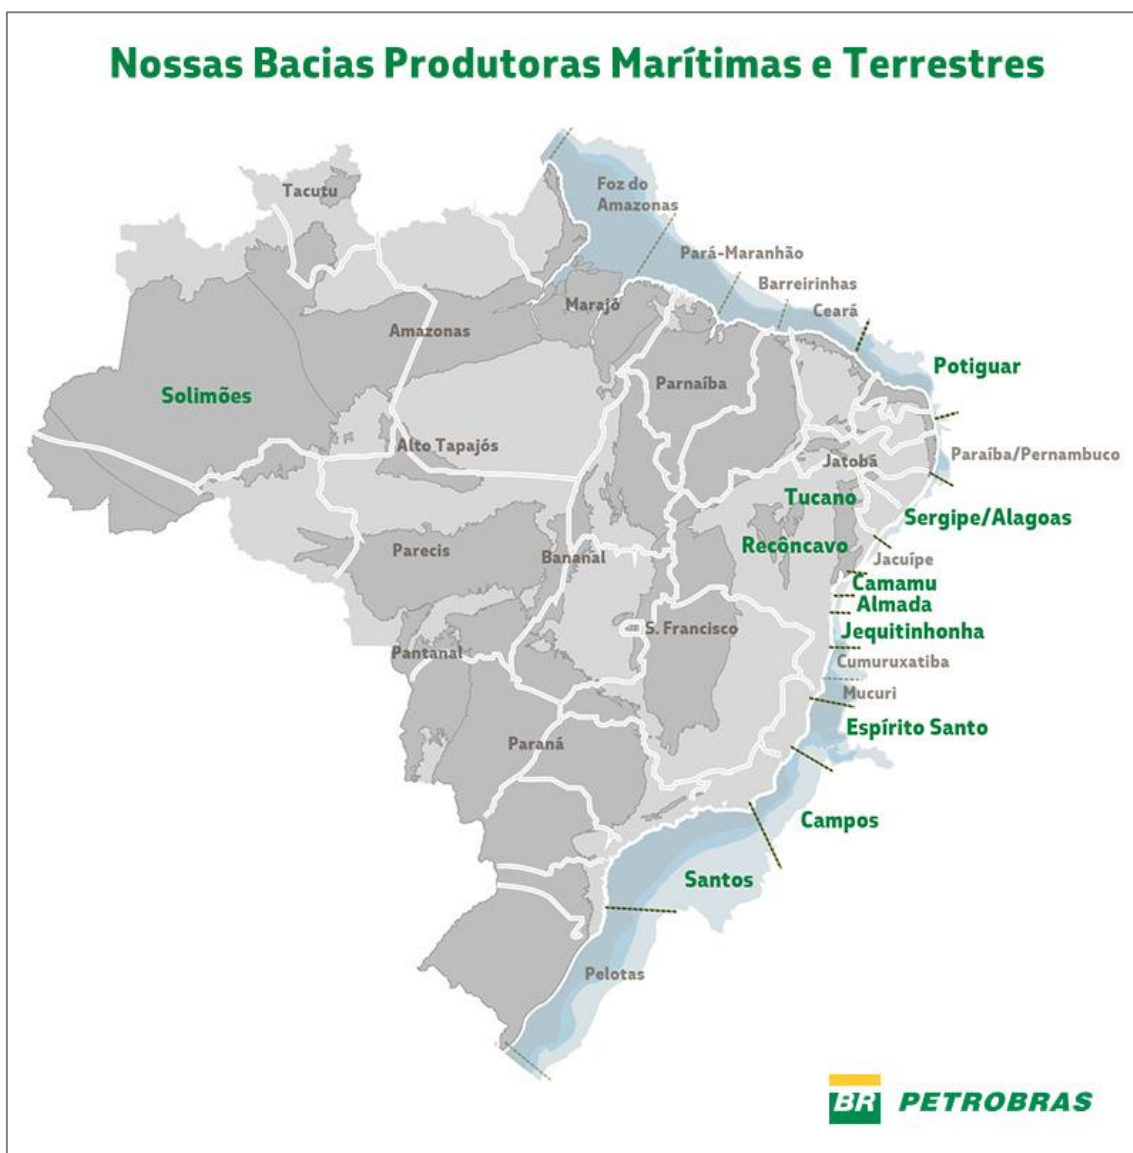 Nossas Bacias Produtoras Marítimas e Terrestres
Tacutu
Foz do
Amazonas
Pará-Maranhão
Barreirinhas
Ceará
Marajó
Amazonas
Potiguar
Solimões
Parnaíba
Alto Tapajós
Jatobá
Paraíba/Pernambuco
Tucano
Sergipe/Alagoas
Recôncavo
Parecis
Bananal
Jacuípe
Camamu
Almada
S. Francisco
Jequitinhonha
Pantanal
Cumuruxatiba
Mucuri
Espírito Santo
Paraná
Campos
Santos
Pelotas
BR PETROBRAS